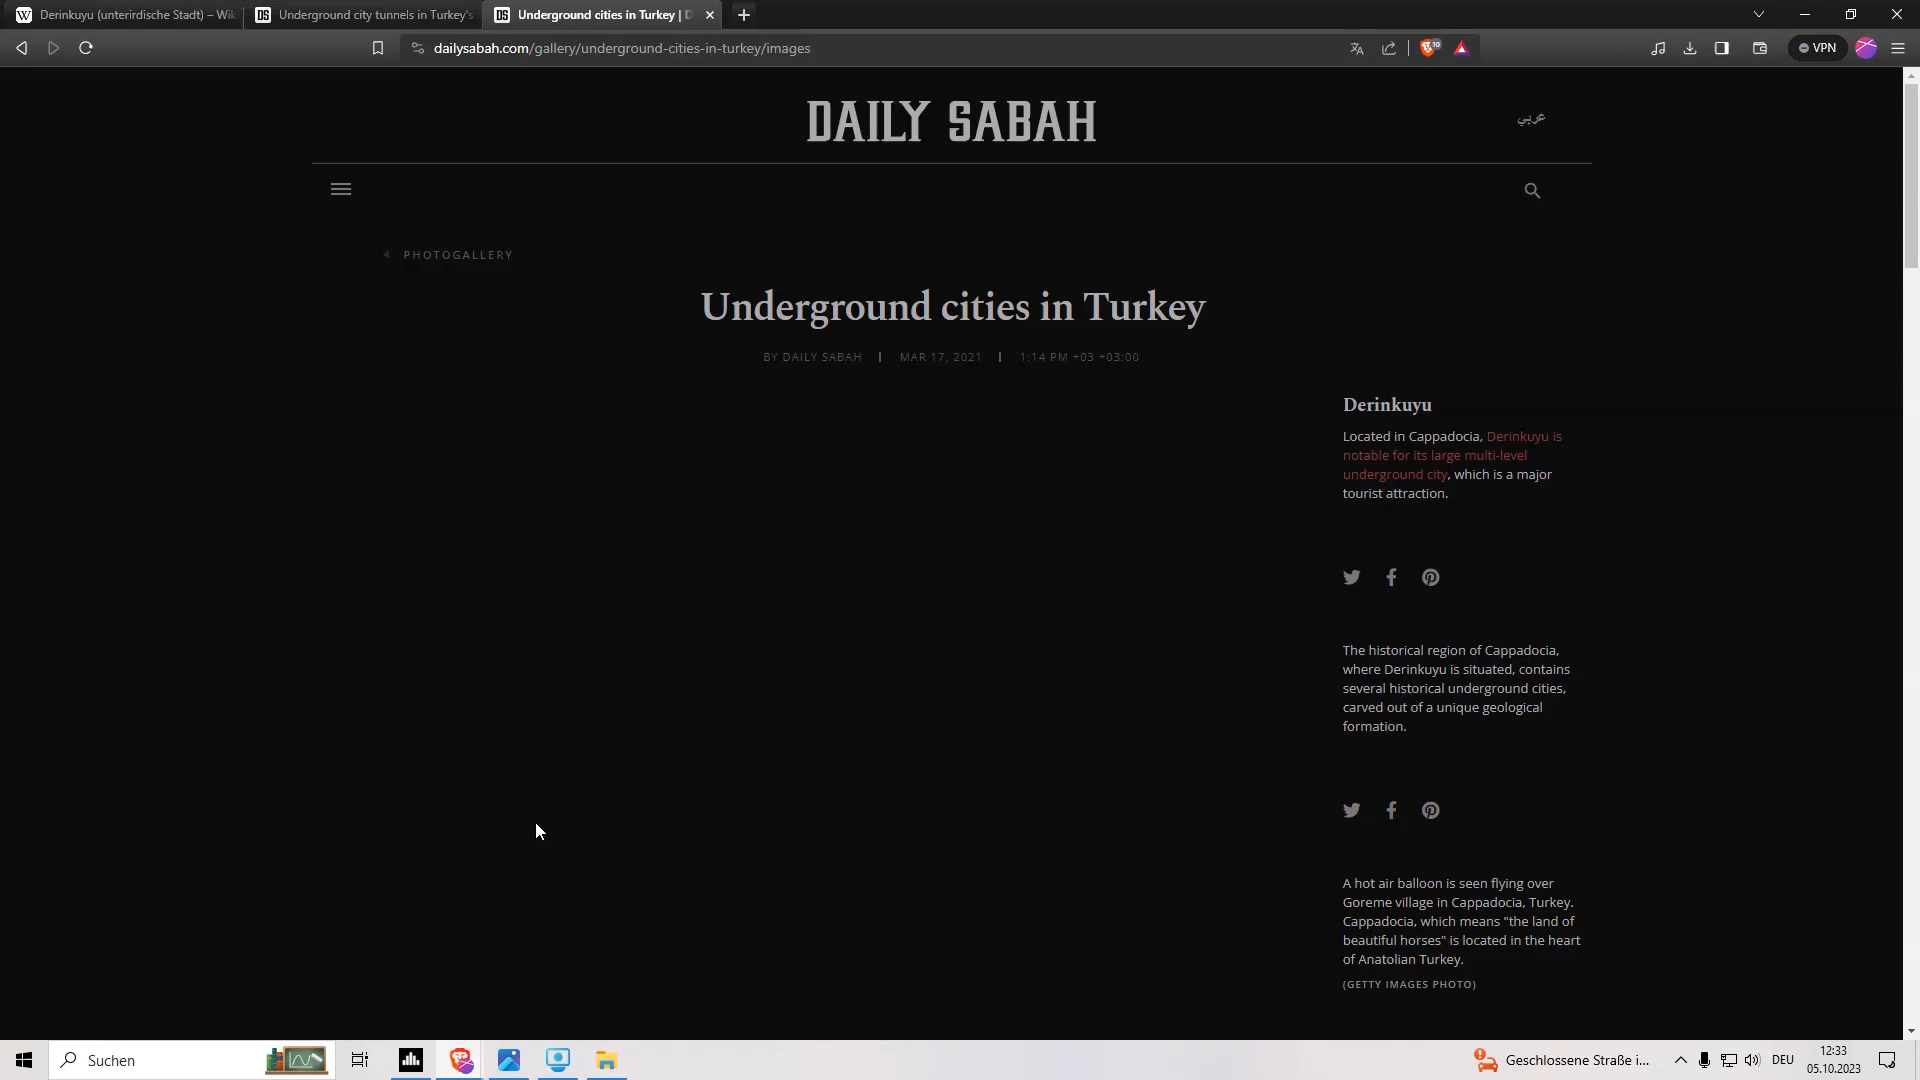 Derinkuyu (unterirdische Stadt) – Wik
Underground city tunnels in Turkey's
Underground cities in Turkey | D
dailysabah.com/gallery/underground-cities-in-turkey/images
10
VPN
DAILY SABAH
عربي
PHOTOGALLERY
Underground cities in Turkey
BY DAILY SABAH | MAR 17, 2021 | 1:14 PM +03 +03:00
Derinkuyu
Located in Cappadocia, Derinkuyu is
notable for its large multi-level
underground city, which is a major
tourist attraction.
The historical region of Cappadocia,
where Derinkuyu is situated, contains
several historical underground cities,
carved out of a unique geological
formation.
A hot air balloon is seen flying over
Goreme village in Cappadocia, Turkey.
Cappadocia, which means "the land of
beautiful horses" is located in the heart
of Anatolian Turkey.
(GETTY IMAGES PHOTO)
Suchen
Geschlossene Straße i...
DEU
12:33
05.10.2023